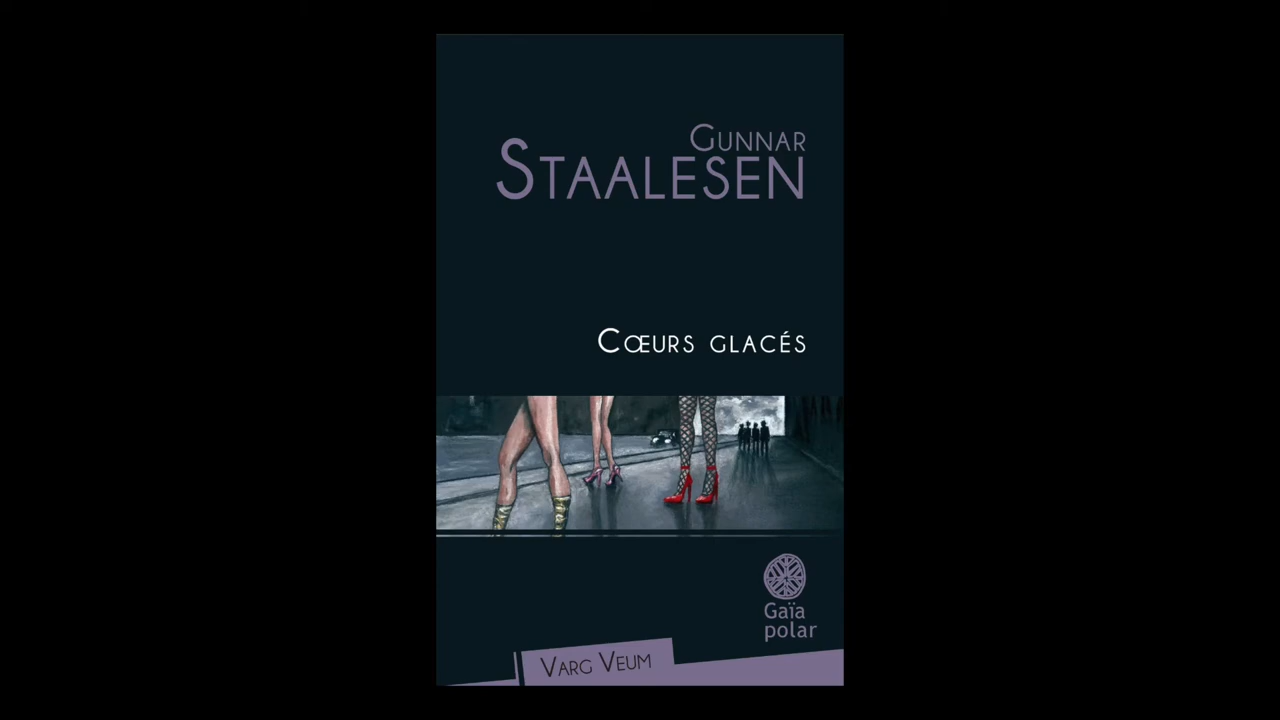 GUNNAR
STAALESEN
CŒURS GLACÉS
Gaïa
polar
VARG VEUM